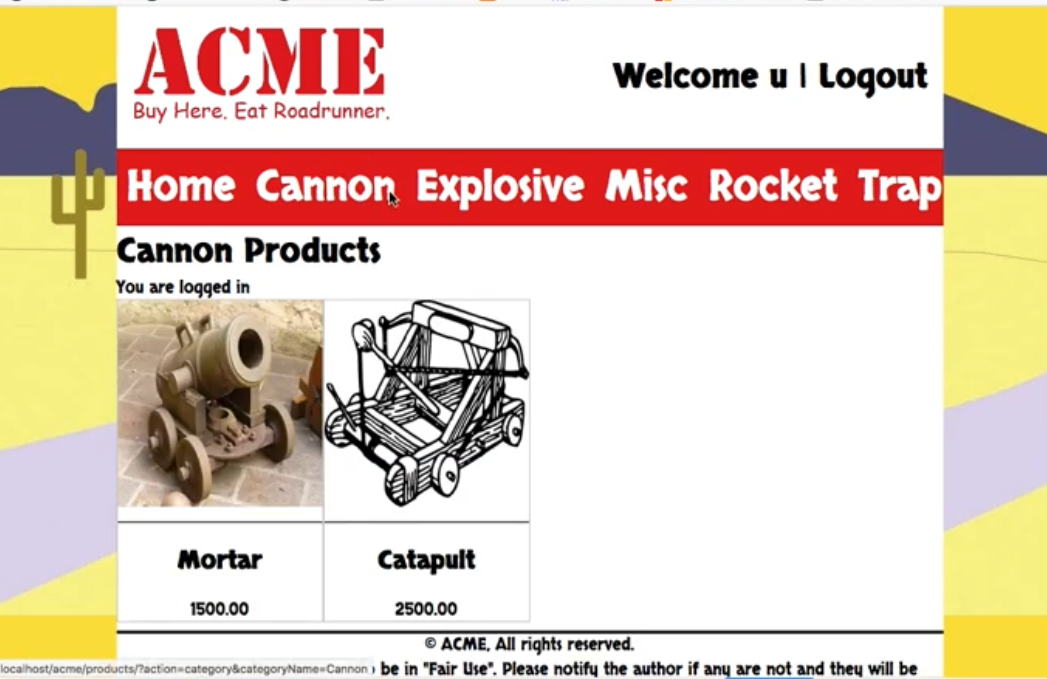 ACME
Buy Here. Eat Roadrunner.
Welcome u | Logout
Home Cannon Explosive Misc Rocket Trap
Cannon Products
You are logged in
Mortar
Catapult
1500.00
2500.00
© ACME, All rights reserved.
localhost/acme/products/?action=category&categoryName=Cannon
be in "Fair Use". Please notify the author if any are not and they will be